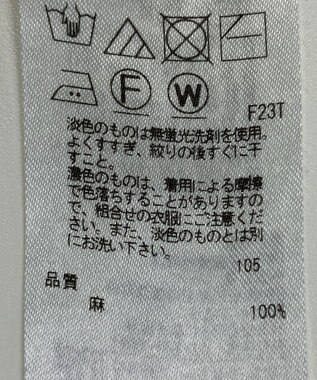 F
W
F23T
淡色のものは無蛍光洗剤を使用。
よくすすぎ、絞りの後すぐに干
すこと。
濃色のものは、着用による摩擦
で色落ちすることがありますの
で、組合せの衣服にご注意くだ
さい。また、淡色のものとは別
にお洗い下さい。
105
品質
麻 100%